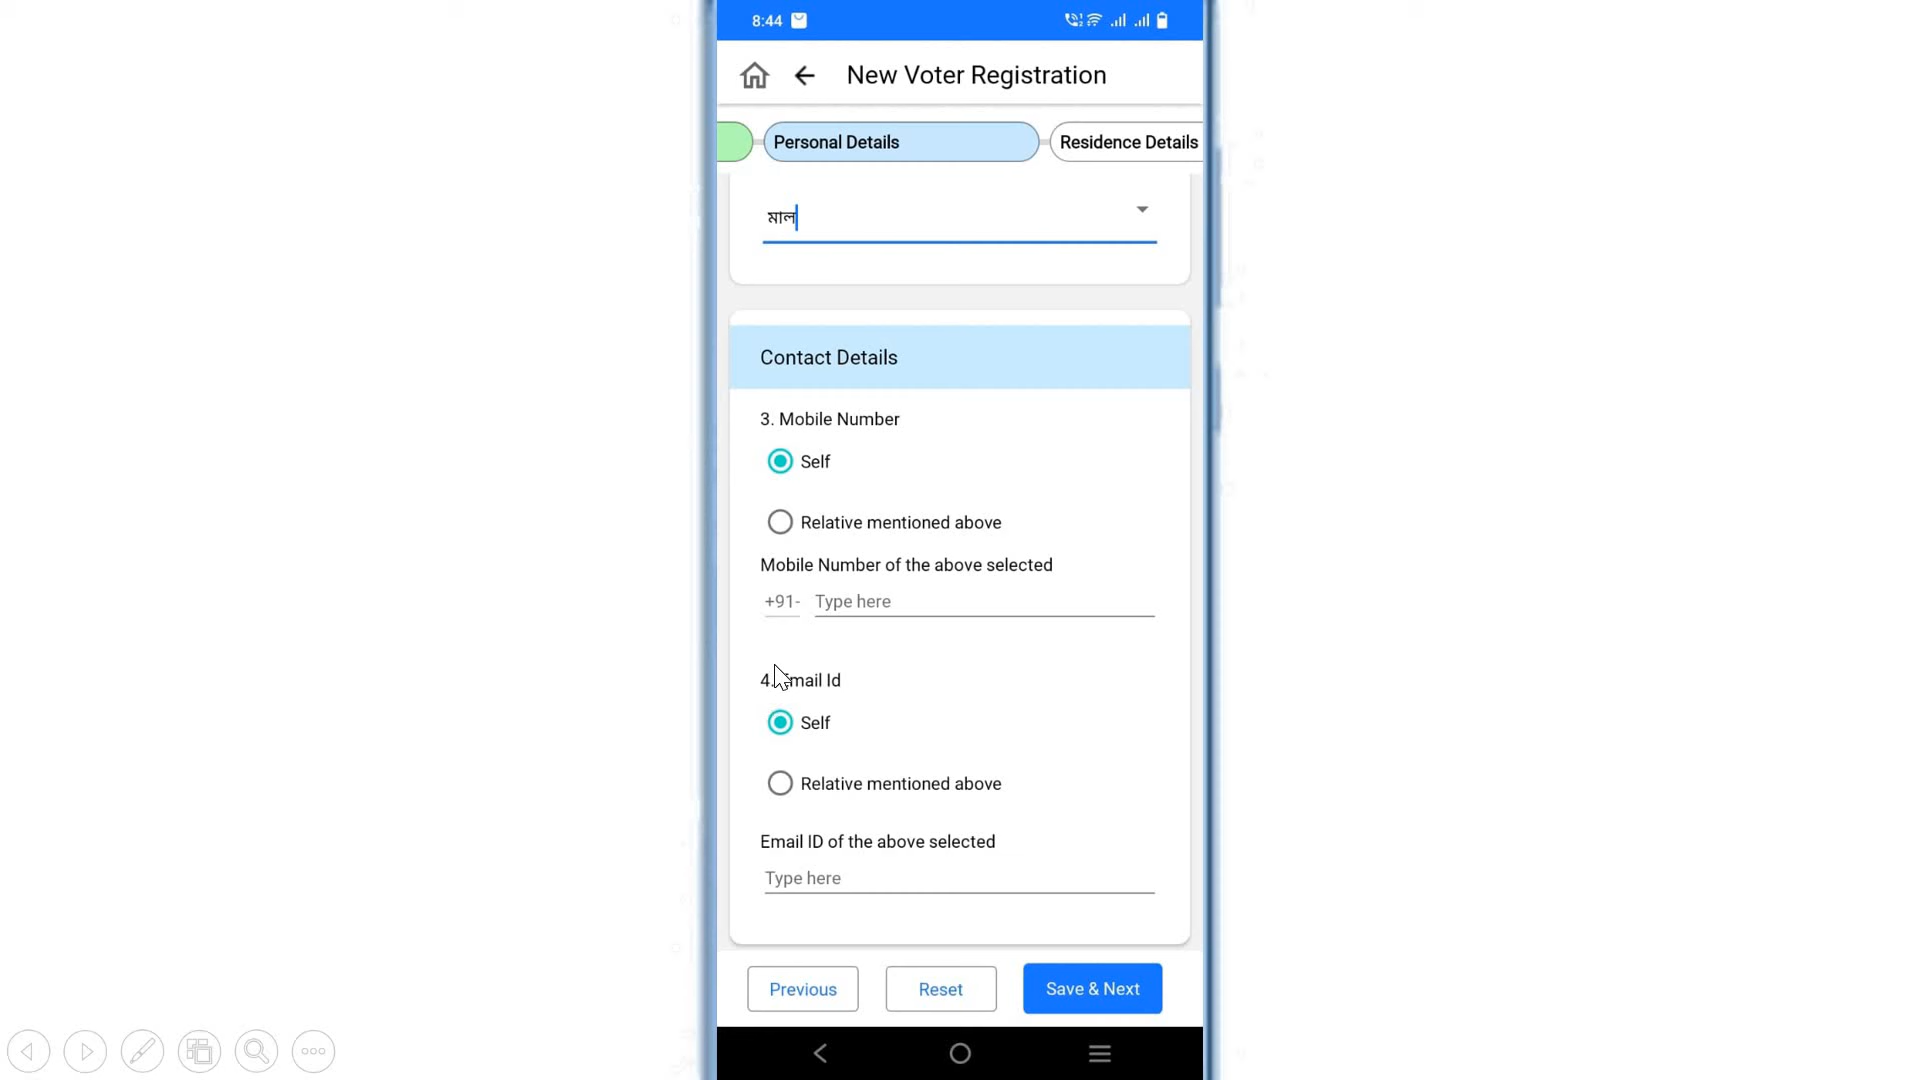 8:44
New Voter Registration
Personal Details
Residence Details
মাল
Contact Details
3. Mobile Number
Self
Relative mentioned above
Mobile Number of the above selected
+91- Type here
4. Email Id
Self
Relative mentioned above
Email ID of the above selected
Type here
Previous Reset Save & Next